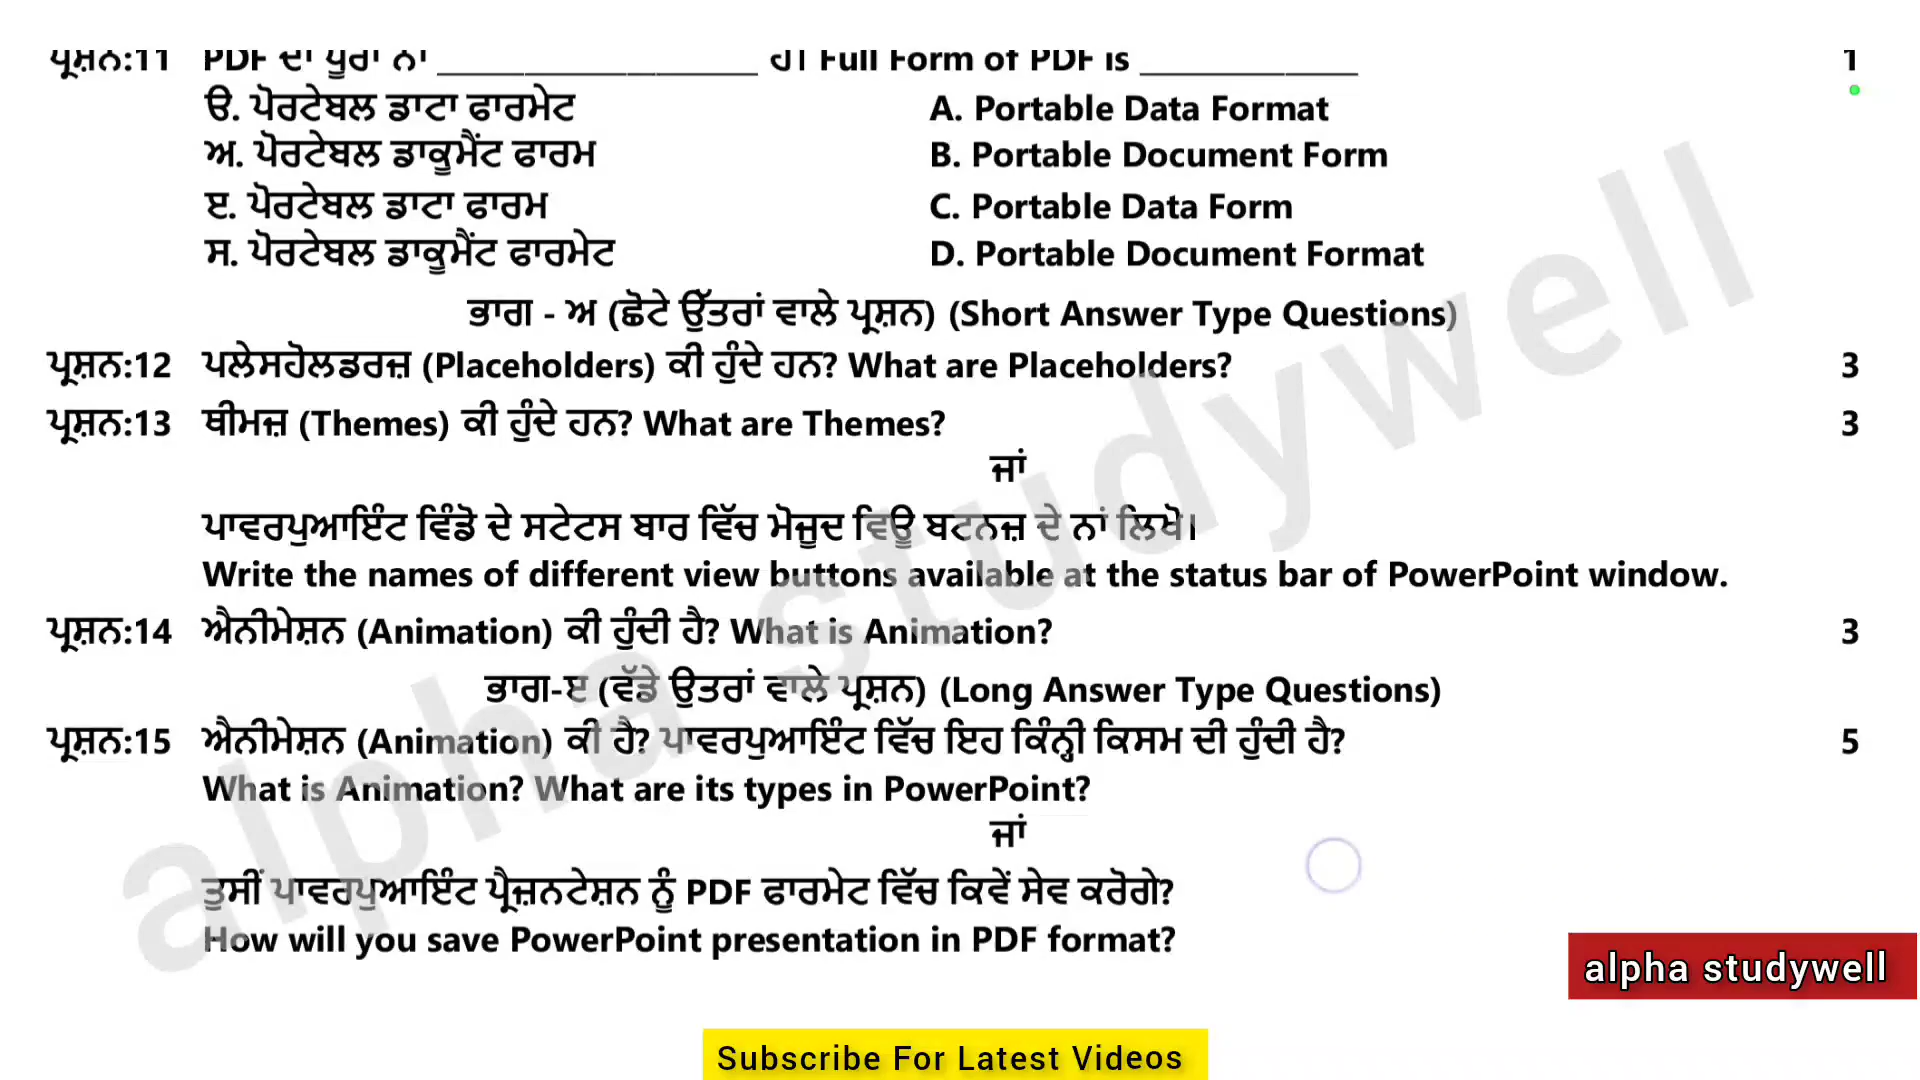 ਪ੍ਰਸ਼ਨ:11 PDF ਦਾ ਪੂਰਾ ਨਾਂ ____________________ ਹੈ। Full Form of PDF is ______________ 1
ੳ. ਪੋਰਟੇਬਲ ਡਾਟਾ ਫਾਰਮੇਟ A. Portable Data Format
ਅ. ਪੋਰਟੇਬਲ ਡਾਕੂਮੈਂਟ ਫਾਰਮ B. Portable Document Form
ੲ. ਪੋਰਟੇਬਲ ਡਾਟਾ ਫਾਰਮ C. Portable Data Form
ਸ. ਪੋਰਟੇਬਲ ਡਾਕੂਮੈਂਟ ਫਾਰਮੇਟ D. Portable Document Format
ਭਾਗ - ਅ (ਛੋਟੇ ਉੱਤਰਾਂ ਵਾਲੇ ਪ੍ਰਸ਼ਨ) (Short Answer Type Questions)
ਪ੍ਰਸ਼ਨ:12 ਪਲੇਸਹੋਲਡਰਜ਼ (Placeholders) ਕੀ ਹੁੰਦੇ ਹਨ? What are Placeholders? 3
ਪ੍ਰਸ਼ਨ:13 ਥੀਮਜ਼ (Themes) ਕੀ ਹੁੰਦੇ ਹਨ? What are Themes? 3
ਜਾਂ
ਪਾਵਰਪੁਆਇੰਟ ਵਿੰਡੋ ਦੇ ਸਟੇਟਸ ਬਾਰ ਵਿੱਚ ਮੋਜੂਦ ਵਿਊ ਬਟਨਜ਼ ਦੇ ਨਾਂ ਲਿਖੋ।
Write the names of different view buttons available at the status bar of PowerPoint window.
ਪ੍ਰਸ਼ਨ:14 ਐਨੀਮੇਸ਼ਨ (Animation) ਕੀ ਹੁੰਦੀ ਹੈ? What is Animation? 3
ਭਾਗ-ੲ (ਵੱਡੇ ਉਤਰਾਂ ਵਾਲੇ ਪ੍ਰਸ਼ਨ) (Long Answer Type Questions)
ਪ੍ਰਸ਼ਨ:15 ਐਨੀਮੇਸ਼ਨ (Animation) ਕੀ ਹੈ? ਪਾਵਰਪੁਆਇੰਟ ਵਿੱਚ ਇਹ ਕਿੰਨ੍ਹੀ ਕਿਸਮ ਦੀ ਹੁੰਦੀ ਹੈ? 5
What is Animation? What are its types in PowerPoint?
ਜਾਂ
ਤੁਸੀਂ ਪਾਵਰਪੁਆਇੰਟ ਪ੍ਰੈਜ਼ਨਟੇਸ਼ਨ ਨੂੰ PDF ਫਾਰਮੇਟ ਵਿੱਚ ਕਿਵੇਂ ਸੇਵ ਕਰੋਗੇ?
How will you save PowerPoint presentation in PDF format?
alpha studywell
alpha studywell
Subscribe For Latest Videos